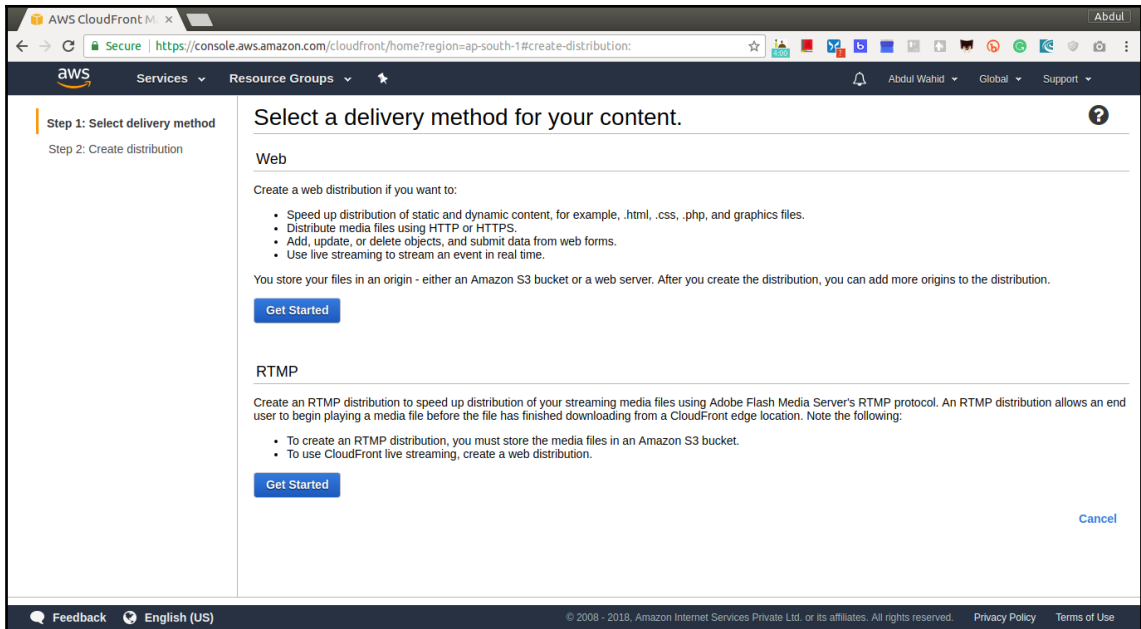 Abdul
AWS CloudFront M
Secure https://console.aws.amazon.com/cloudfront/home?region=ap-south-1#create-distribution:
4:00
aws Services Resource Groups Abdul Wahid Global Support
Step 1: Select delivery method
Step 2: Create distribution
Select a delivery method for your content.
Web
Create a web distribution if you want to:
• Speed up distribution of static and dynamic content, for example, .html, .css, .php, and graphics files.
• Distribute media files using HTTP or HTTPS.
• Add, update, or delete objects, and submit data from web forms.
• Use live streaming to stream an event in real time.
You store your files in an origin - either an Amazon S3 bucket or a web server. After you create the distribution, you can add more origins to the distribution.
Get Started
RTMP
Create an RTMP distribution to speed up distribution of your streaming media files using Adobe Flash Media Server's RTMP protocol. An RTMP distribution allows an end
user to begin playing a media file before the file has finished downloading from a CloudFront edge location. Note the following:
• To create an RTMP distribution, you must store the media files in an Amazon S3 bucket.
• To use CloudFront live streaming, create a web distribution.
Get Started
Cancel
Feedback English (US) © 2008 - 2018, Amazon Internet Services Private Ltd. or its affiliates. All rights reserved. Privacy Policy Terms of Use